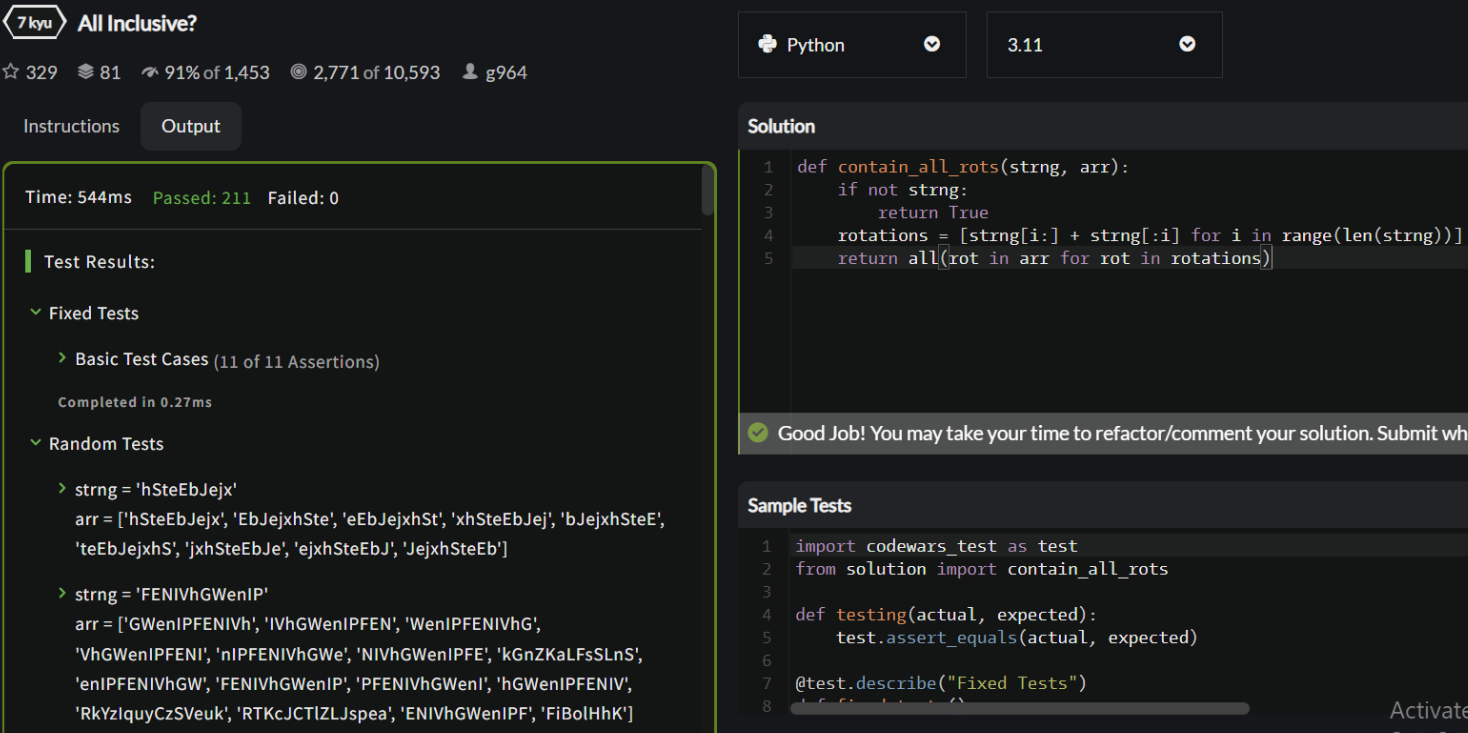 7 kyu All Inclusive?
329 81 91% of 1,453 2,771 of 10,593 g964
Instructions Output
Time: 544ms Passed: 211 Failed: 0
Test Results:
Fixed Tests
Basic Test Cases (11 of 11 Assertions)
Completed in 0.27ms
Random Tests
strng = 'hSteEbJejx'
arr = ['hSteEbJejx', 'EbJejxhSte', 'eEbJejxhSt', 'xhSteEbJej', 'bJejxhSteE',
'teEbJejxhS', 'jxhSteEbJe', 'ejxhSteEbJ', 'JejxhSteEb']
strng = 'FENIVhGWenIP'
arr = ['GWenIPFENIVh', 'IVhGWenIPFEN', 'WenIPFENIVhG',
'VhGWenIPFENI', 'nIPFENIVhGWe', 'NIVhGWenIPFE', 'kGnZKaLFsSLnS',
'enIPFENIVhGW', 'FENIVhGWenIP', 'PFENIVhGWenI', 'hGWenIPFENIV',
'RkYzIquyCzSVeuk', 'RTKcJCTlZLJspea', 'ENIVhGWenIPF', 'FiBolHhK']
Python 3.11
Solution
1 def contain_all_rots(strng, arr):
2 if not strng:
3 return True
4 rotations = [strng[i:] + strng[:i] for i in range(len(strng))]
5 return all(rot in arr for rot in rotations)
Good Job! You may take your time to refactor/comment your solution. Submit wh
Sample Tests
1 import codewars_test as test
2 from solution import contain_all_rots
3
4 def testing(actual, expected):
5 test.assert_equals(actual, expected)
6
7 @test.describe("Fixed Tests")
8
Activate